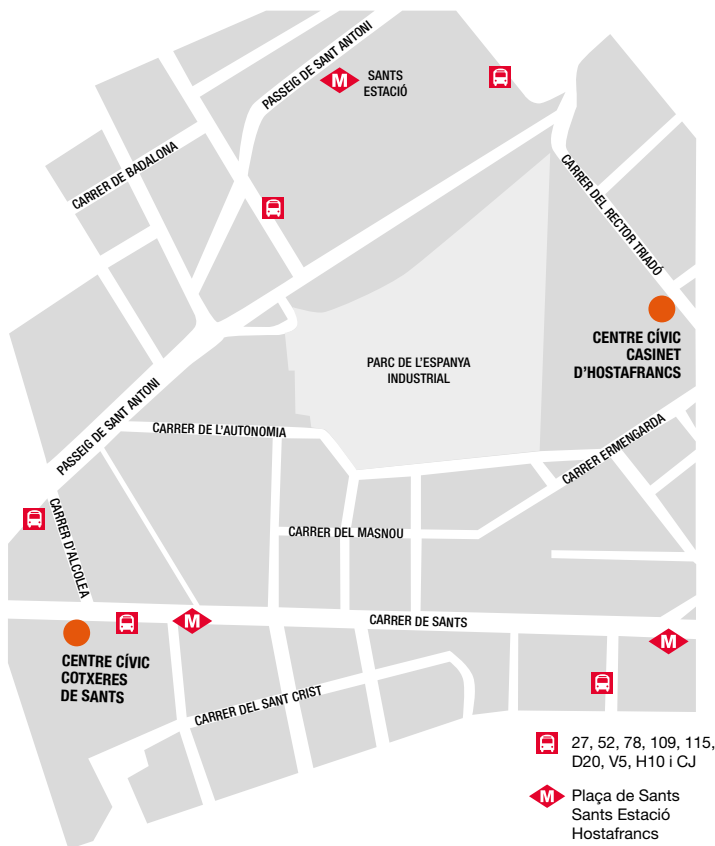 PASSEIG DE SANT ANTONI
M
SANTS
ESTACIÓ
CARRER DE BADALONA
CARRER DEL RECTOR TRIADÓ
CENTRE CÍVIC
CASINET
D'HOSTAFRANCS
PARC DE L'ESPANYA
INDUSTRIAL
PASSEIG DE SANT ANTONI
CARRER DE L'AUTONOMIA
CARRER ERMENGARDA
CARRER D'ALCOLEA
CARRER DEL MASNOU
M
CARRER DE SANTS
M
CENTRE CÍVIC
COTXERES
DE SANTS
CARRER DEL SANT CRIST
27, 52, 78, 109, 115,
D20, V5, H10 i CJ
M
Plaça de Sants
Sants Estació
Hostafrancs